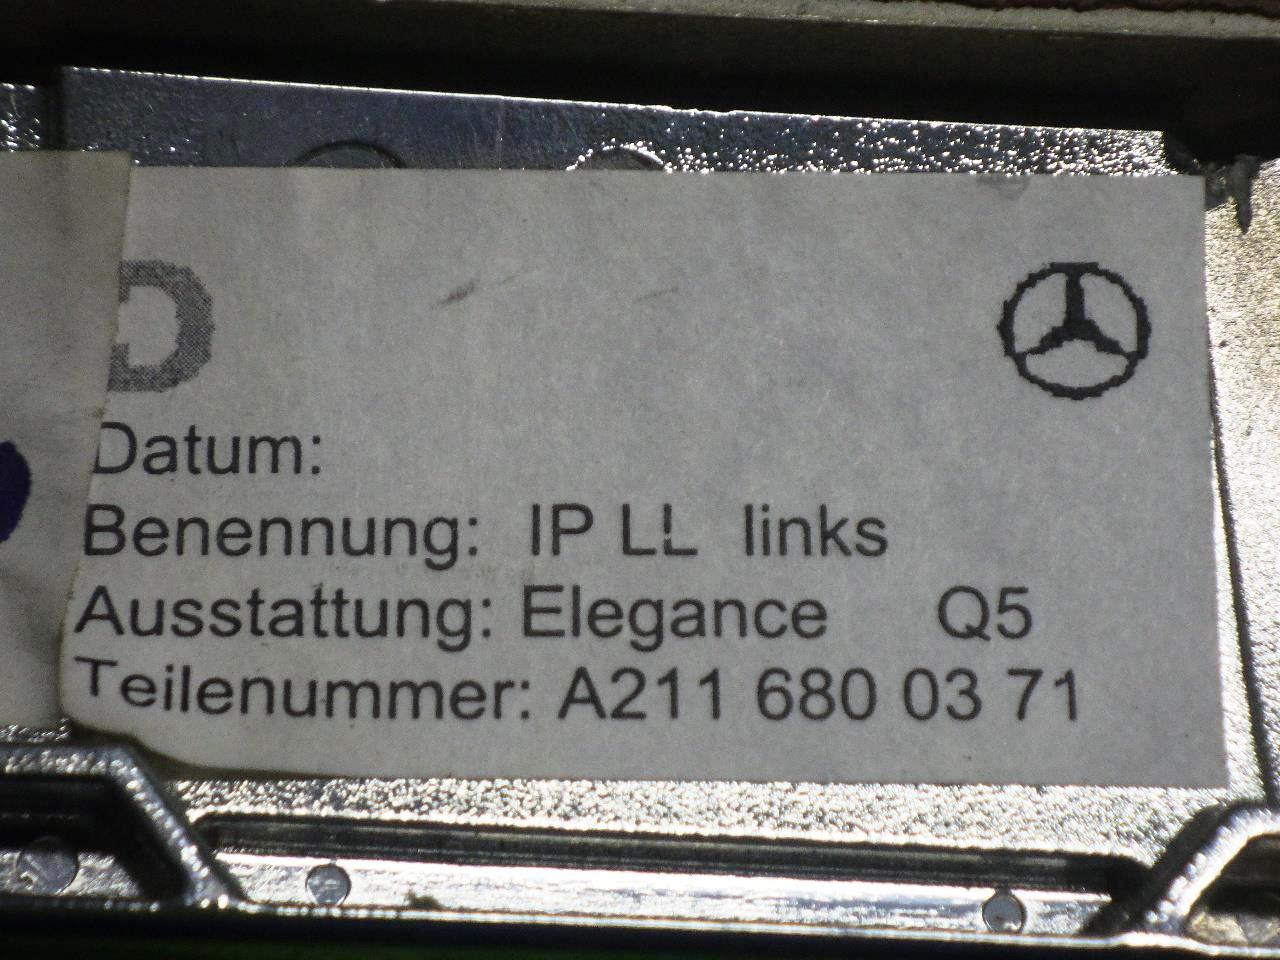 Datum:
Benennung: IP LL links
Ausstattung: Elegance Q5
Teilenummer: A211 680 03 71